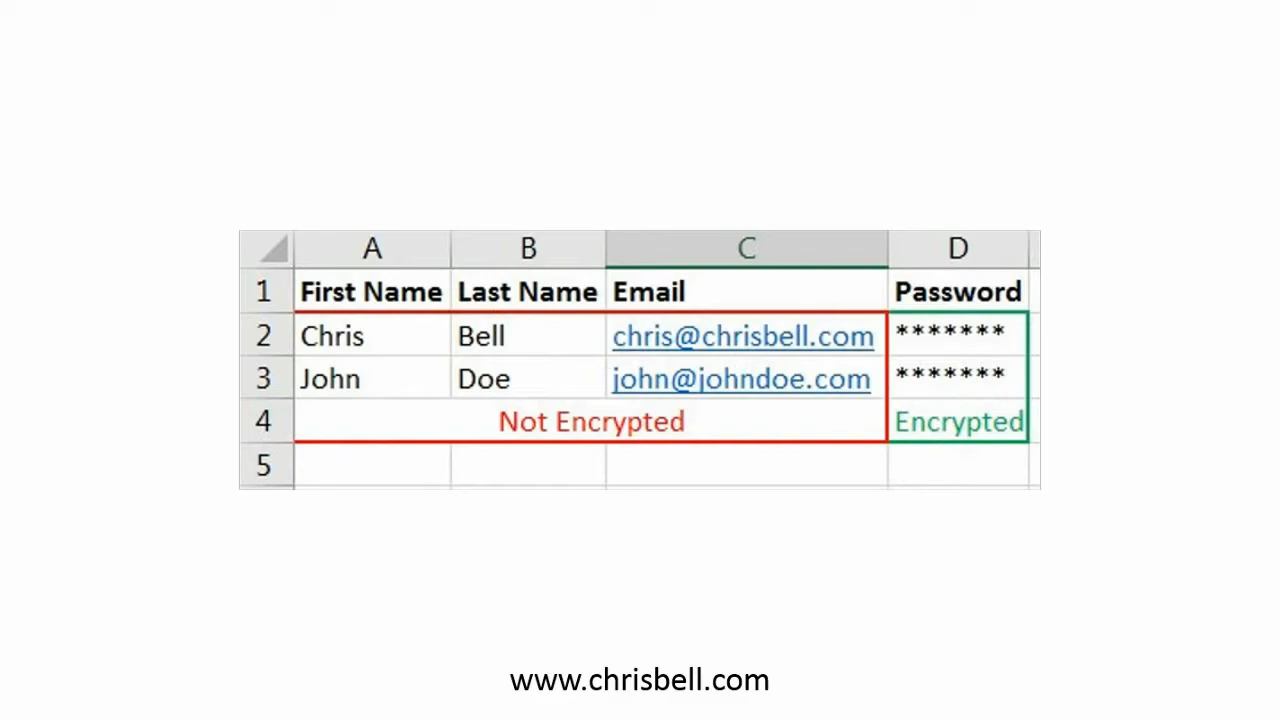 A B C D
1 First Name Last Name Email Password
2 Chris Bell chris@chrisbell.com *******
3 John Doe john@johndoe.com *******
4 Not Encrypted Encrypted
5
www.chrisbell.com